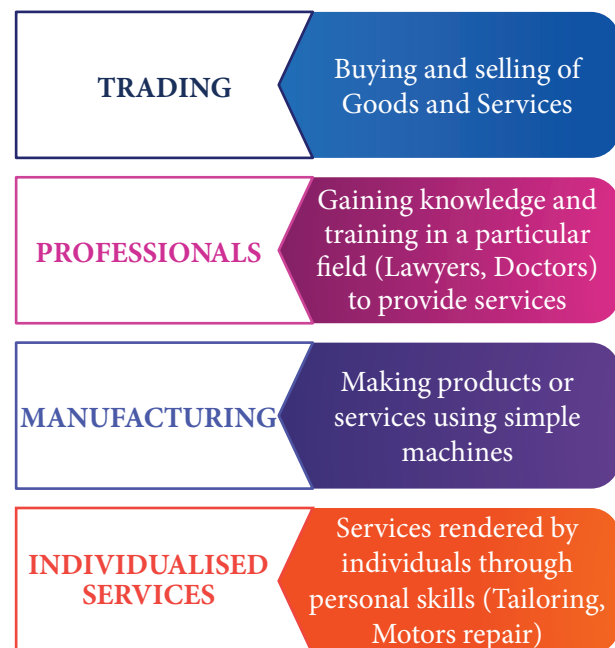 TRADING
Buying and selling of
Goods and Services
PROFESSIONALS
Gaining knowledge and
training in a particular
field (Lawyers, Doctors)
to provide services
MANUFACTURING
Making products or
services using simple
machines
INDIVIDUALISED
SERVICES
Services rendered by
individuals through
personal skills (Tailoring,
Motors repair)